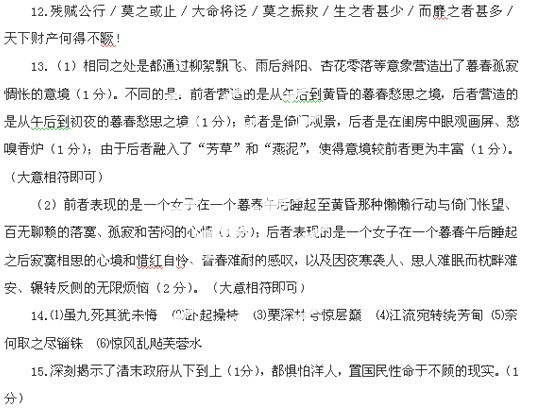 12.残贼公行/莫之或止/大命将泛/莫之振救/生之者甚少/而靡之者甚多/
天下财产何得不蹶!
13.(1)相同之处是都通过柳絮飘飞、雨后斜阳、杏花零落等意象营造出了暮春孤寂
惆怅的意境(1分)。不同的是:前者营造的是从午后到黄昏的暮春愁思之境,后者营造的
是从午后到初夜的暮春愁思之境(1分);前者是倚门观景,后者是在闺房中眼观画屏、愁
嗅香炉(1分);由于后者融入了“芳草”和“燕泥”,使得意境较前者更为丰富(1分)。
(大意相符即可)
(2)前者表现的是一个女子在一个暮春午后睡起至黄昏那种懒懒行动与倚门怅望、
百无聊赖的落寞、孤寂和苦闷的心情(1分);后者表现的是一个女子在一个暮春午后睡起
之后寂寞相思的心境和惜红自怜、青春难耐的感叹,以及因夜寒袭人、思人难眠而枕畔难
安、辗转反侧的无限烦恼(2分)。(大意相符即可)
14.⑴虽九死其犹未悔 ⑵卧起操持 ⑶栗深林兮惊层巅 ⑷江流宛转绕芳甸 ⑸奈
何取之尽锱铢 ⑹惊风乱飐芙蓉水
15.深刻揭示了清末政府从下到上(1分),都惧怕洋人,置国民性命于不顾的现实。(1
分)